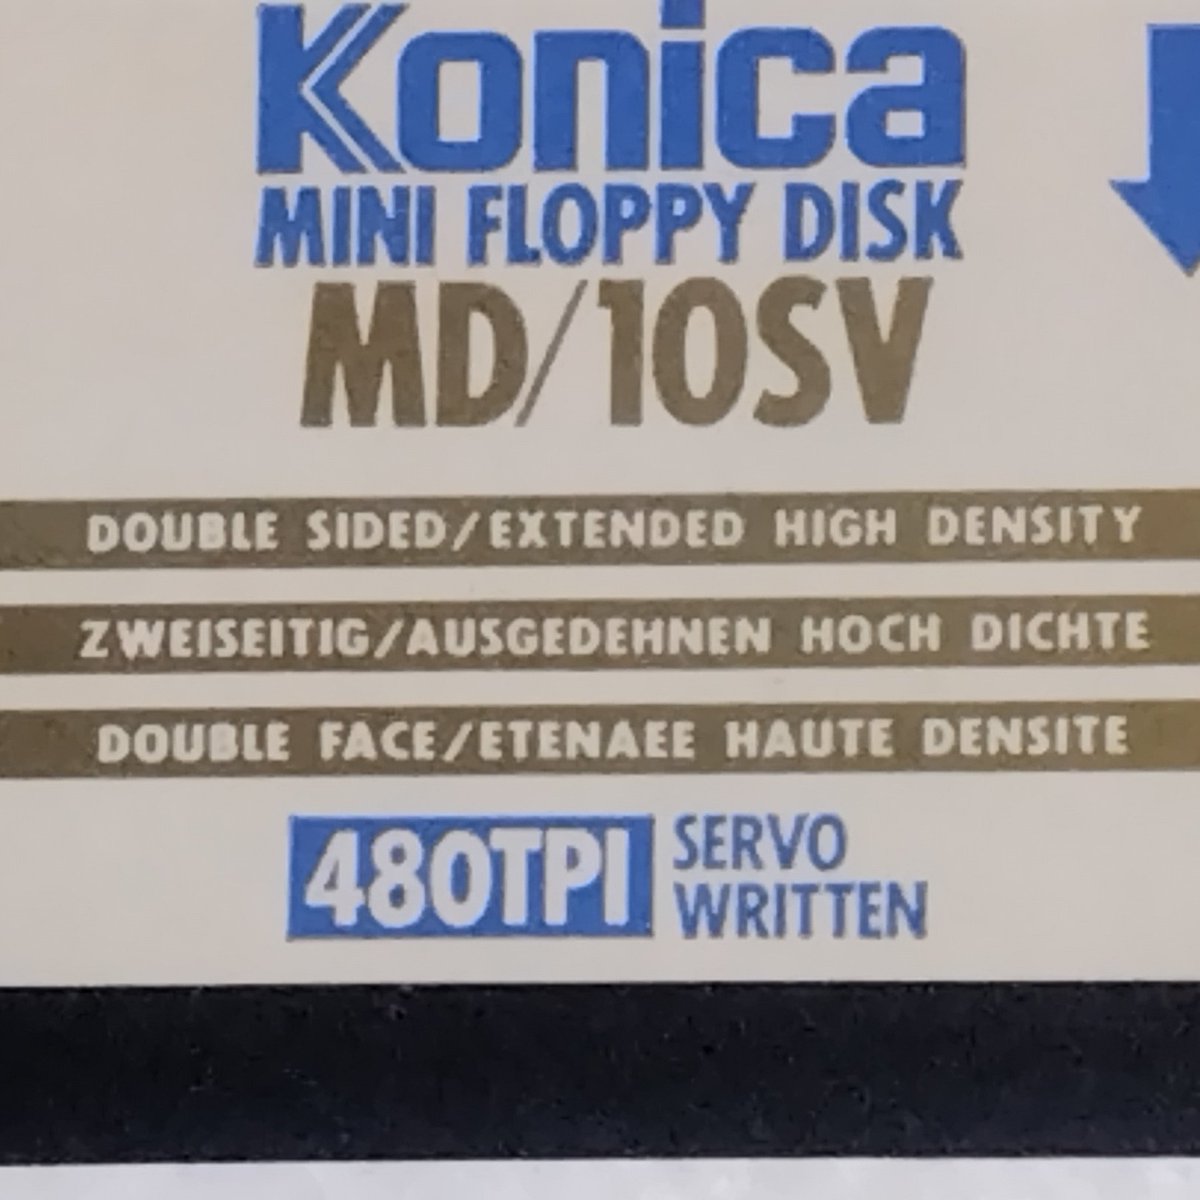 Konica
MINI FLOPPY DISK
MD/10SV
DOUBLE SIDED/EXTENDED HIGH DENSITY
ZWEISEITIG/AUSGEDEHNEN HOCH DICHTE
DOUBLE FACE/ETENAEE HAUTE DENSITE
480TPI SERVO
WRITTEN